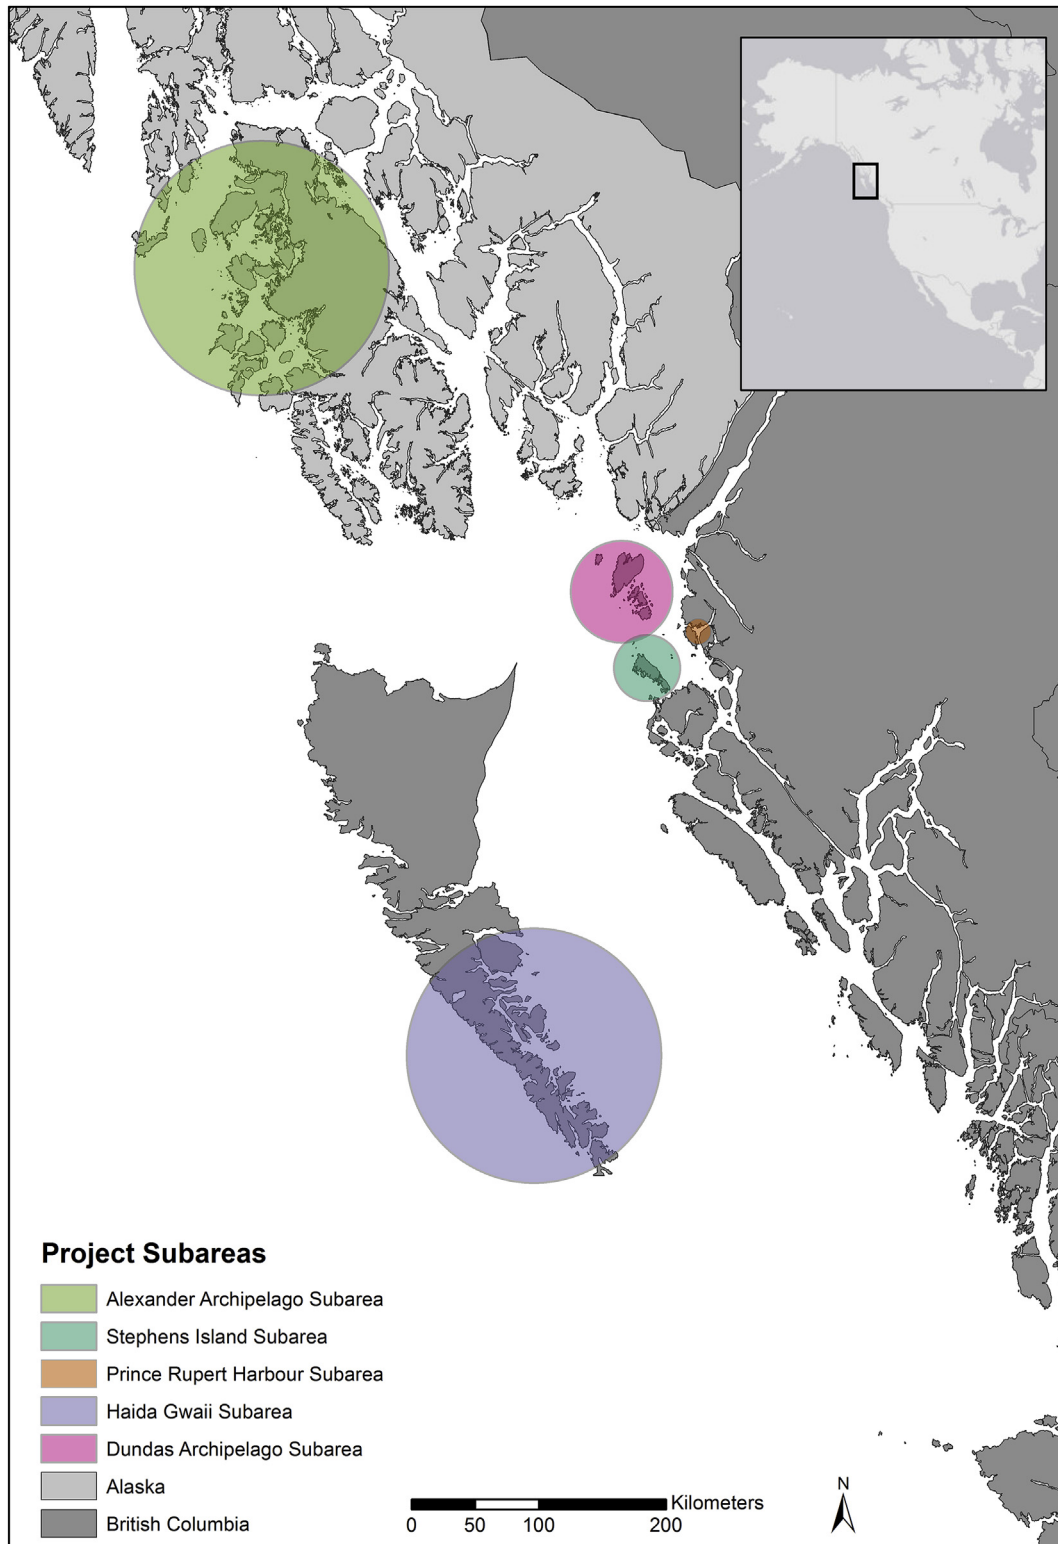 Project Subareas
Alexander Archipelago Subarea
Stephens Island Subarea
Prince Rupert Harbour Subarea
Haida Gwaii Subarea
Dundas Archipelago Subarea
Alaska
British Columbia
Kilometers
0 50 100 200
N